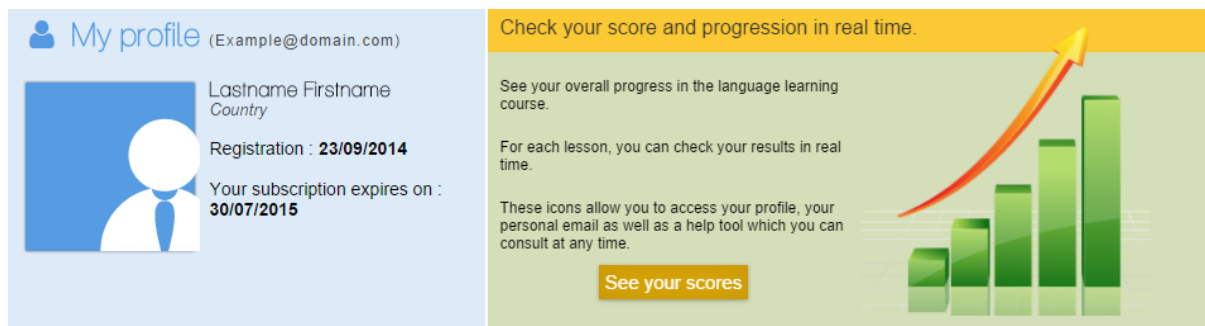 My profile (Example@domain.com)
Lastname Firstname
Country
Registration : 23/09/2014
Your subscription expires on :
30/07/2015
Check your score and progression in real time.
See your overall progress in the language learning
course.
For each lesson, you can check your results in real
time.
These icons allow you to access your profile, your
personal email as well as a help tool which you can
consult at any time.
See your scores